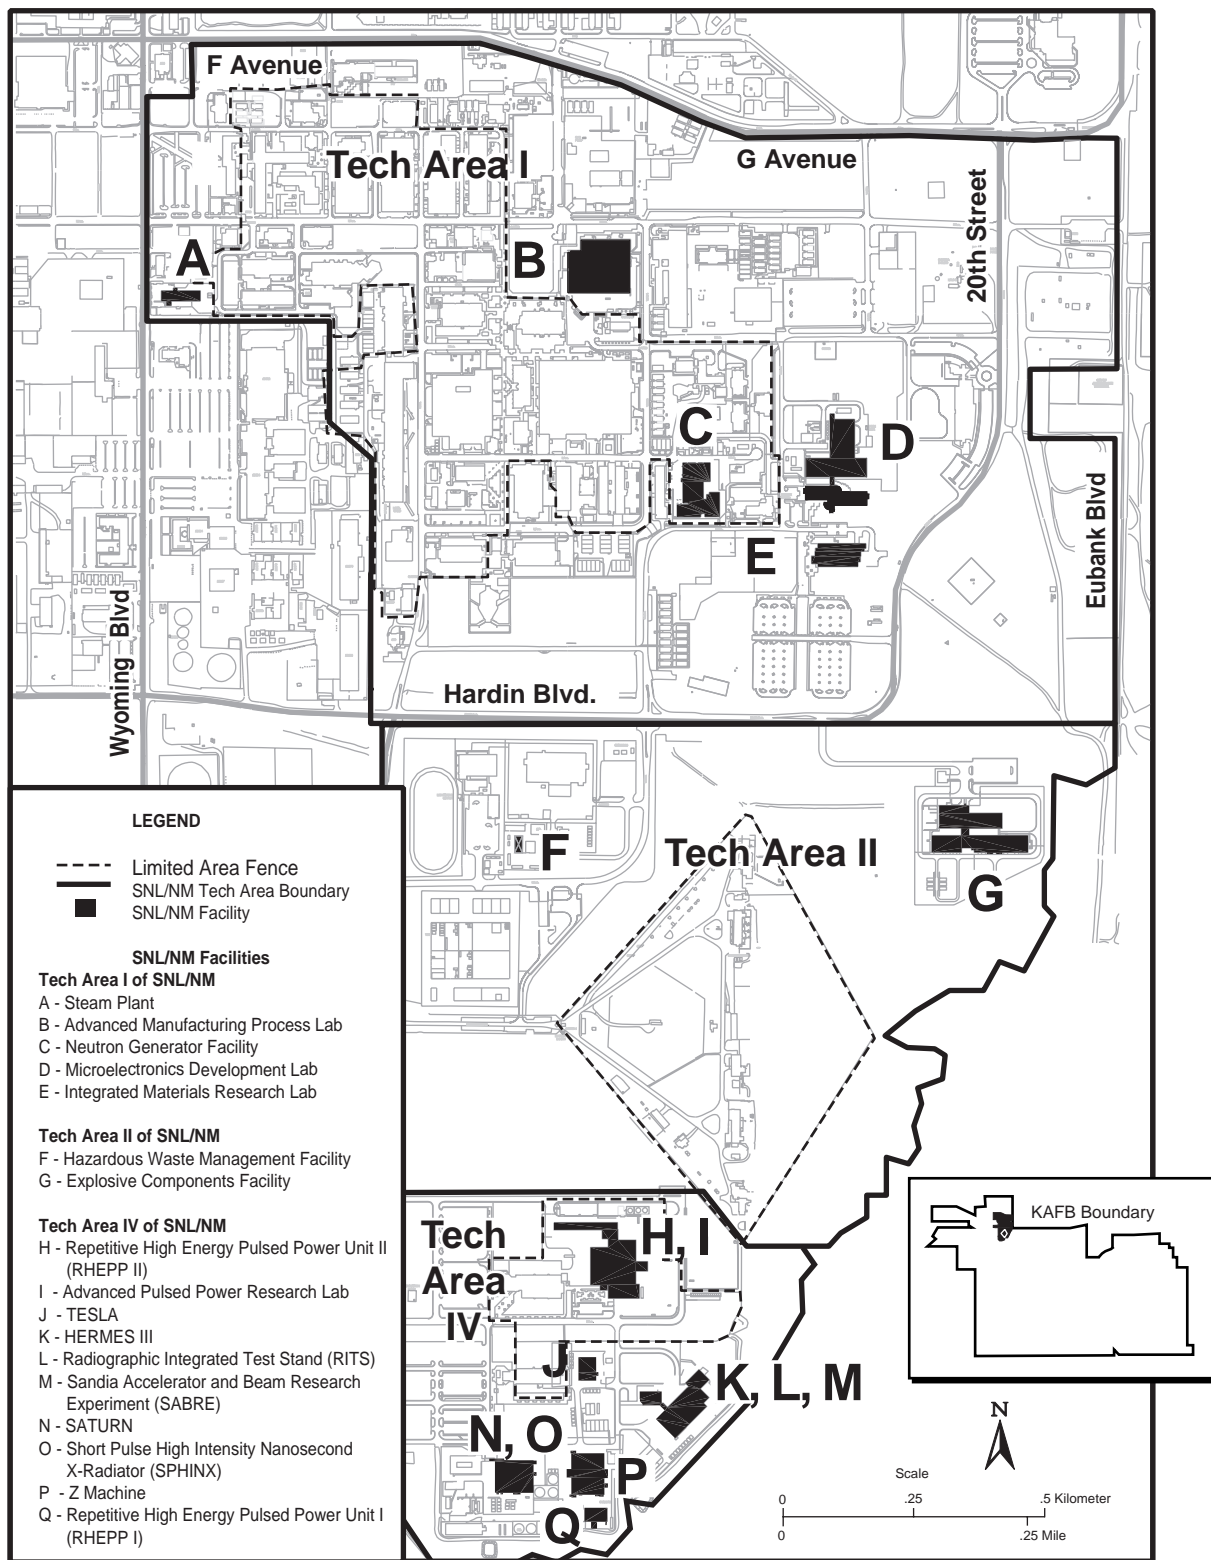 F Avenue
Tech Area I
G Avenue
20th Street
A
B
C
D
E
Eubank Blvd
Wyoming Blvd
Hardin Blvd.
LEGEND
Limited Area Fence
SNL/NM Tech Area Boundary
SNL/NM Facility
SNL/NM Facilities
Tech Area I of SNL/NM
A - Steam Plant
B - Advanced Manufacturing Process Lab
C - Neutron Generator Facility
D - Microelectronics Development Lab
E - Integrated Materials Research Lab
Tech Area II of SNL/NM
F - Hazardous Waste Management Facility
G - Explosive Components Facility
Tech Area IV of SNL/NM
H - Repetitive High Energy Pulsed Power Unit II
(RHEPP II)
I - Advanced Pulsed Power Research Lab
J - TESLA
K - HERMES III
L - Radiographic Integrated Test Stand (RITS)
M - Sandia Accelerator and Beam Research
Experiment (SABRE)
N - SATURN
O - Short Pulse High Intensity Nanosecond
X-Radiator (SPHINX)
P - Z Machine
Q - Repetitive High Energy Pulsed Power Unit I
(RHEPP I)
F
Tech Area II
G
Tech
Area
IV
H, I
J
K, L, M
N, O
P
Q
KAFB Boundary
N
Scale
0 .25 .5 Kilometer
0 .25 Mile